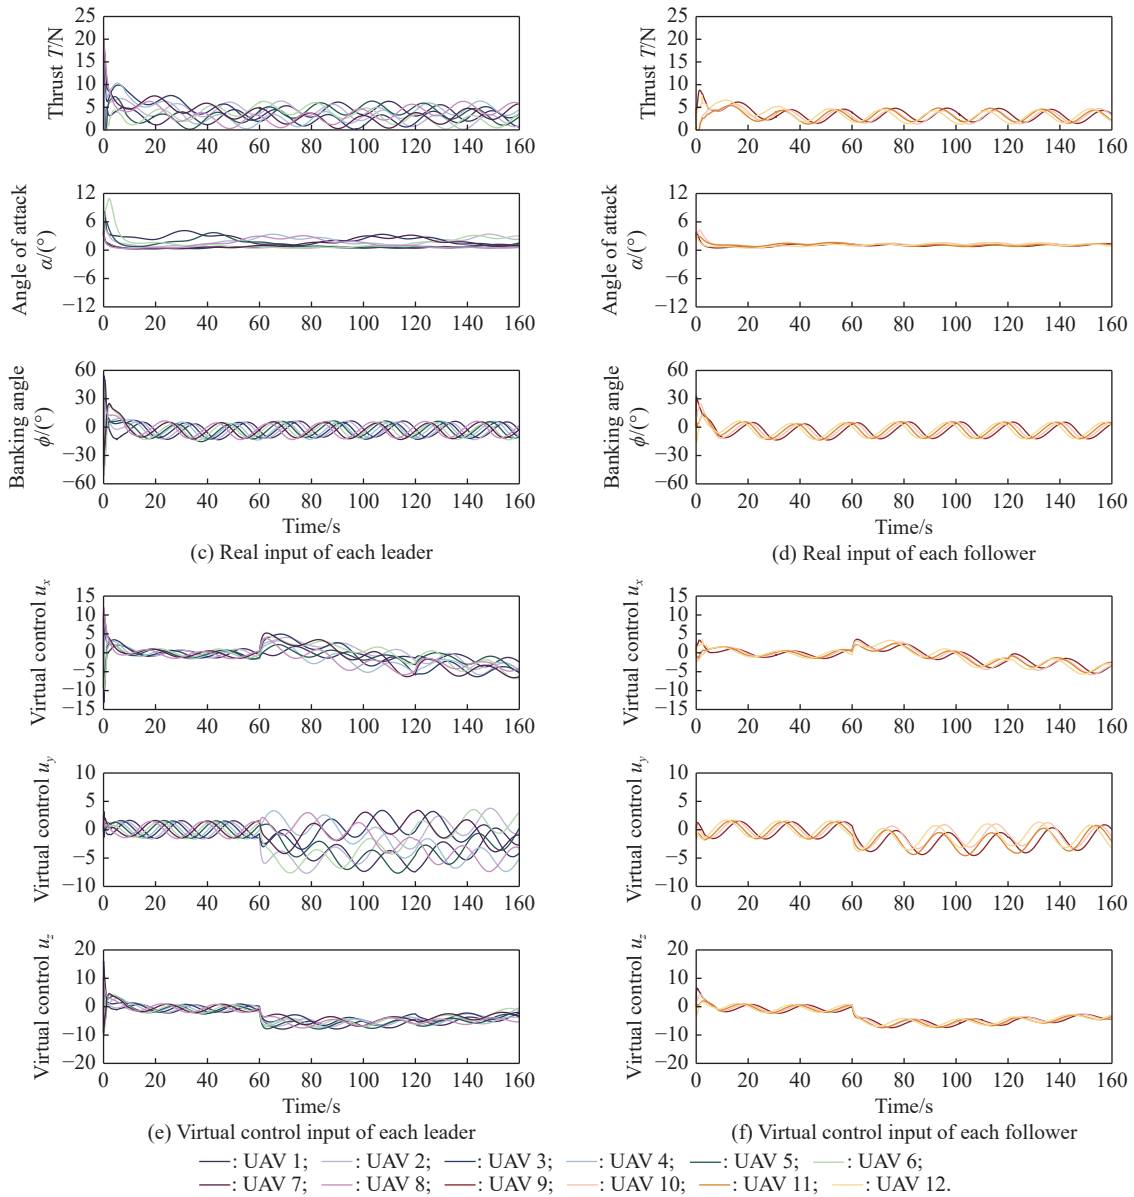 25
20
15
10
5
0
Thrust T/N
0 20 40 60 80 100 120 140 160
25
20
15
10
5
0
Thrust T/N
0 20 40 60 80 100 120 140 160
12
6
0
−6
−12
Angle of attack
α/(°)
0 20 40 60 80 100 120 140 160
12
6
0
−6
−12
Angle of attack
α/(°)
0 20 40 60 80 100 120 140 160
60
30
0
−30
−60
Banking angle
ϕ/(°)
0 20 40 60 80 100 120 140 160
Time/s
(c) Real input of each leader
60
30
0
−30
−60
Banking angle
ϕ/(°)
0 20 40 60 80 100 120 140 160
Time/s
(d) Real input of each follower
15
10
5
0
−5
−10
−15
Virtual control u_x
0 20 40 60 80 100 120 140 160
15
10
5
0
−5
−10
−15
Virtual control u_x
0 20 40 60 80 100 120 140 160
10
5
0
−5
−10
Virtual control u_y
0 20 40 60 80 100 120 140 160
10
5
0
−5
−10
Virtual control u_y
0 20 40 60 80 100 120 140 160
20
10
0
−10
−20
Virtual control u_z
0 20 40 60 80 100 120 140 160
Time/s
(e) Virtual control input of each leader
20
10
0
−10
−20
Virtual control u_z
0 20 40 60 80 100 120 140 160
Time/s
(f) Virtual control input of each follower
: UAV 1; : UAV 2; : UAV 3; : UAV 4; : UAV 5; : UAV 6;
: UAV 7; : UAV 8; : UAV 9; : UAV 10; : UAV 11; : UAV 12.